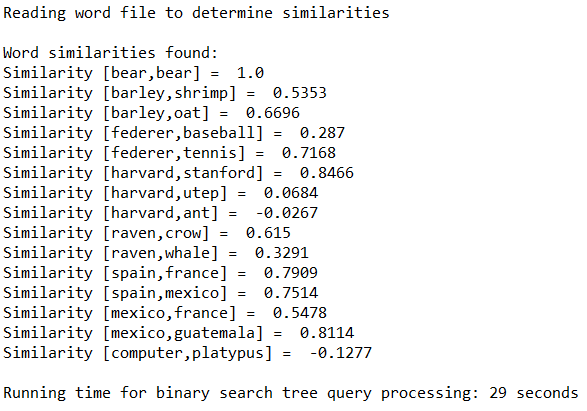 Reading word file to determine similarities

Word similarities found:
Similarity [bear,bear] =  1.0
Similarity [barley,shrimp] =  0.5353
Similarity [barley,oat] =  0.6696
Similarity [federer,baseball] =  0.287
Similarity [federer,tennis] =  0.7168
Similarity [harvard,stanford] =  0.8466
Similarity [harvard,utep] =  0.0684
Similarity [harvard,ant] =  -0.0267
Similarity [raven,crow] =  0.615
Similarity [raven,whale] =  0.3291
Similarity [spain,france] =  0.7909
Similarity [spain,mexico] =  0.7514
Similarity [mexico,france] =  0.5478
Similarity [mexico,guatemala] =  0.8114
Similarity [computer,platypus] =  -0.1277

Running time for binary search tree query processing: 29 seconds